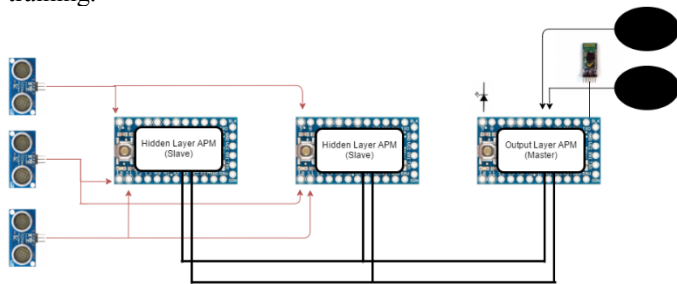 training.
Hidden Layer APM
(Slave)
Hidden Layer APM
(Slave)
Output Layer APM
(Master)